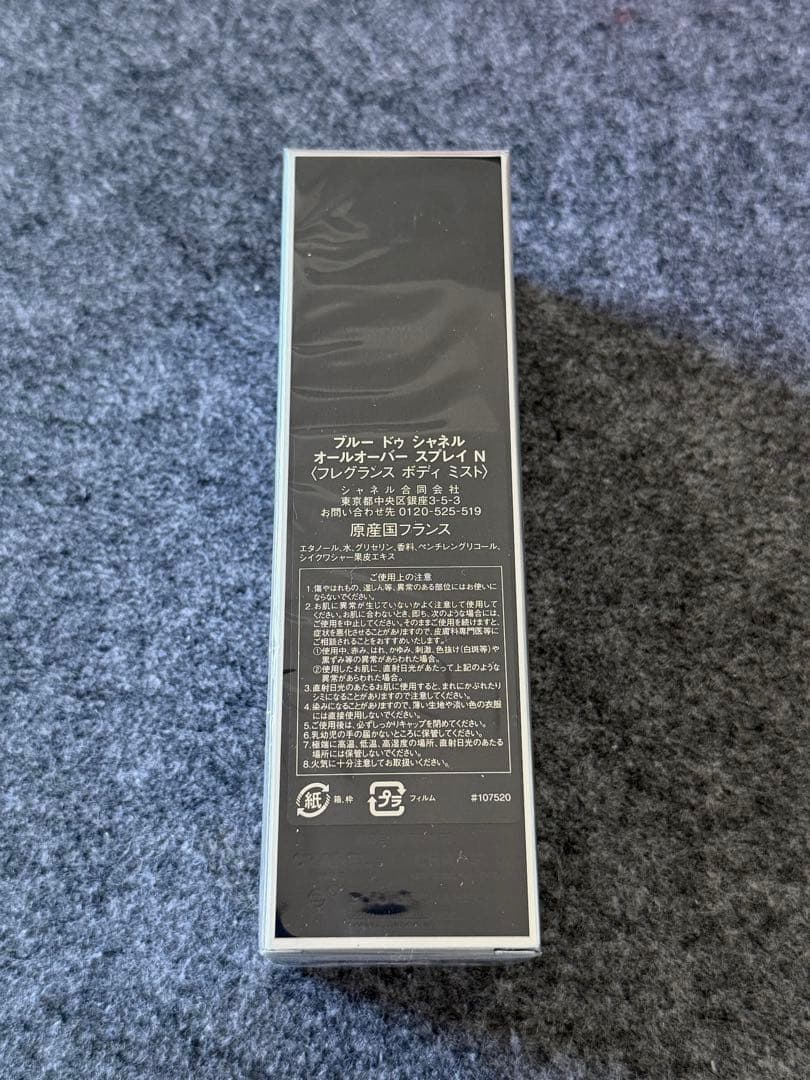 ブルー ドゥ シャネル
オールオーバー スプレイ N
〈フレグランス ボディ ミスト〉
シャネル合同会社
東京都中央区銀座3-5-3
お問い合わせ先 0120-525-519
原産国フランス
エタノール、水、グリセリン、香料、ペンチレングリコール、
シイクワシャー果皮エキス
ご使用上の注意
1.傷やはれもの、湿しん等、異常のある部位にはお使いに
ならないでください。
2.お肌に異常が生じていないかよく注意して使用して
ください。お肌に合わないとき、即ち、次のような場合には、
ご使用を中止してください。そのままご使用を続けますと、
症状を悪化させることがありますので、皮膚科専門医等に
ご相談されることをおすすめいたします。
①使用中、赤み、はれ、かゆみ、刺激、色抜け(白斑等)や
黒ずみ等の異常があらわれた場合。
②使用したお肌に、直射日光があたって上記のような
異常があらわれた場合。
3.直射日光のあたるお肌に使用すると、まれにかぶれたり
シミになることがありますので注意してください。
4.染みになることがありますので、薄い生地や淡い色の衣服
には直接使用しないでください。
5.ご使用後は、必ずしっかりキャップを閉めてください。
6.乳幼児の手の届かないところに保管してください。
7.極端に高温、低温、高湿度の場所、直射日光のあたる
場所には保管しないでください。
8.火気に十分注意してお取扱いください。
紙 箱、枠 プラ フィルム #107520